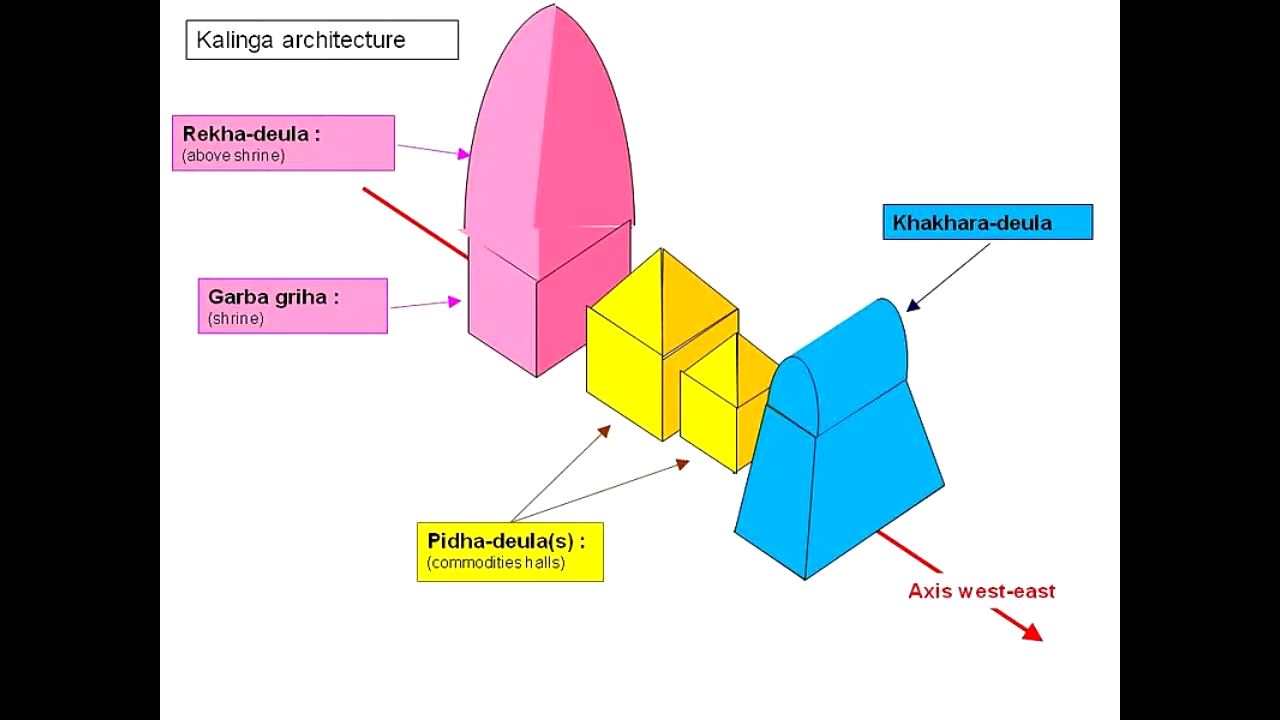 Kalinga architecture
Rekha-deula :
(above shrine)
Khakhara-deula
Garba griha :
(shrine)
Pidha-deula(s) :
(commodities halls)
Axis west-east